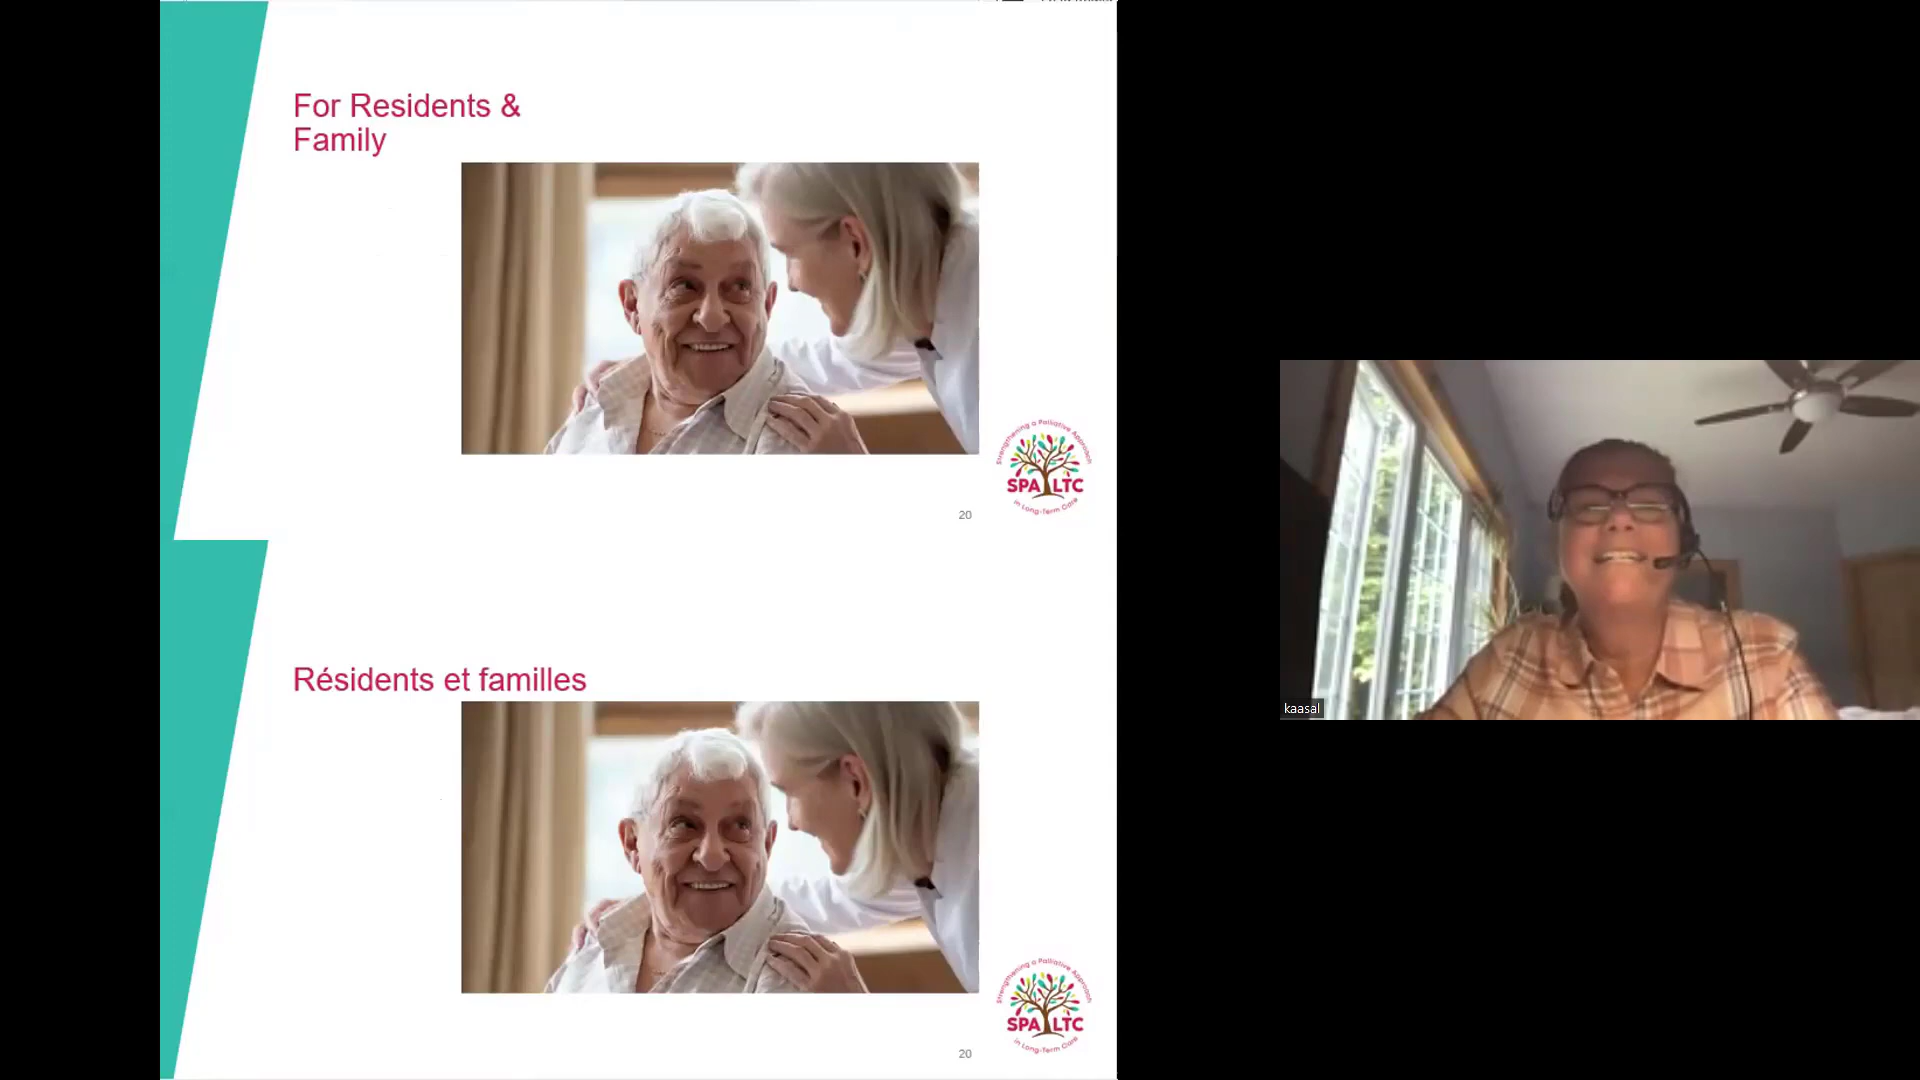 For Residents &
Family
Strengthening a Palliative Approach
SPA LTC
in Long-Term Care
20
Résidents et familles
Strengthening a Palliative Approach
SPA LTC
in Long-Term Care
20
kaasal